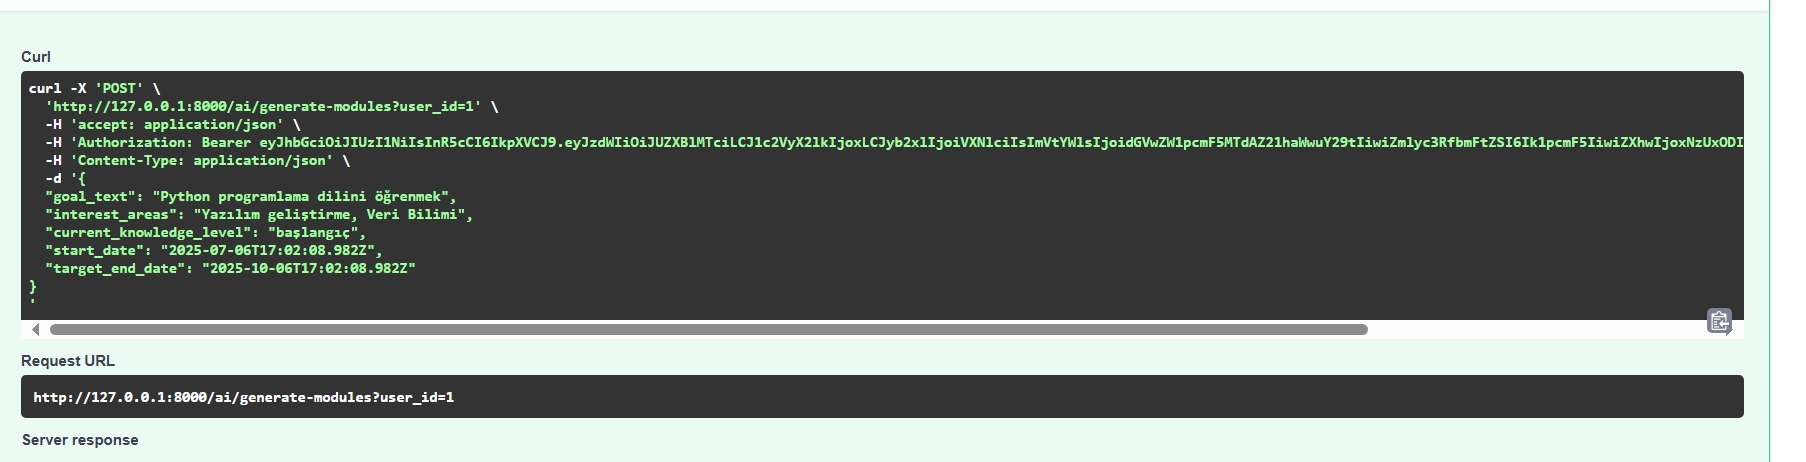 Curl
curl -X 'POST' \
'http://127.0.0.1:8000/ai/generate-modules?user_id=1' \
-H 'accept: application/json' \
-H 'Authorization: Bearer eyJhbGciOiJIUzI1NiIsInR5cCI6IkpXVCJ9.eyJzdWIiOiJUZXB1MTciLCJ1c2VyX2lkIjoxLCJyb2xlIjoiVXNlciIsImVtYWlsIjoidGVwZW1pcmF5MTdAZ21haWwuY29tIiwiZmlyc3RfbmFtZSI6Ik1pcmF5IiwiZXhwIjoxNzUxODI
-H 'Content-Type: application/json' \
-d '{
"goal_text": "Python programlama dilini öğrenmek",
"interest_areas": "Yazılım geliştirme, Veri Bilimi",
"current_knowledge_level": "başlangıç",
"start_date": "2025-07-06T17:02:08.982Z",
"target_end_date": "2025-10-06T17:02:08.982Z"
}
'
Request URL
http://127.0.0.1:8000/ai/generate-modules?user_id=1
Server response